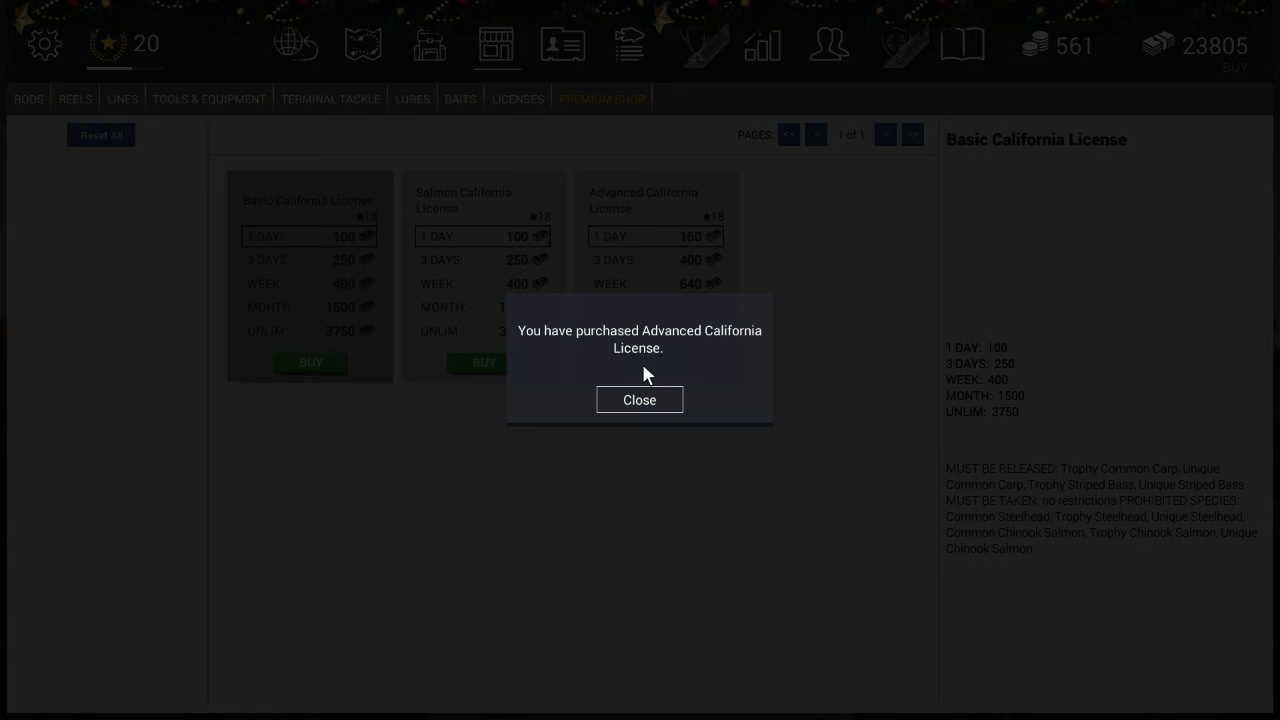 20
561
23805
BUY
RODS REELS LINES TOOLS & EQUIPMENT TERMINAL TACKLE LURES BAITS LICENSES PREMIUM SHOP
Reset All
PAGES: << < 1 of 1 > >>
Basic California License
★18
1 DAY: 100
3 DAYS: 250
WEEK: 400
MONTH: 1500
UNLIM: 3750
BUY
Salmon California
License
★18
1 DAY: 100
3 DAYS: 250
WEEK: 400
MONTH: 1
UNLIM: 3
BUY
Advanced California
License
★18
1 DAY: 160
3 DAYS: 400
WEEK: 640
You have purchased Advanced California
License.
Close
Basic California License
1 DAY: 100
3 DAYS: 250
WEEK: 400
MONTH: 1500
UNLIM: 3750
MUST BE RELEASED: Trophy Common Carp, Unique
Common Carp, Trophy Striped Bass, Unique Striped Bass
MUST BE TAKEN: no restrictions PROHIBITED SPECIES:
Common Steelhead, Trophy Steelhead, Unique Steelhead,
Common Chinook Salmon, Trophy Chinook Salmon, Unique
Chinook Salmon